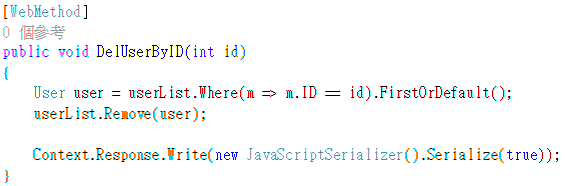 [WebMethod]
0 個參考
public void DelUserByID(int id)
{
User user = userList.Where(m => m.ID == id).FirstOrDefault();
userList.Remove(user);
Context.Response.Write(new JavaScriptSerializer().Serialize(true));
}